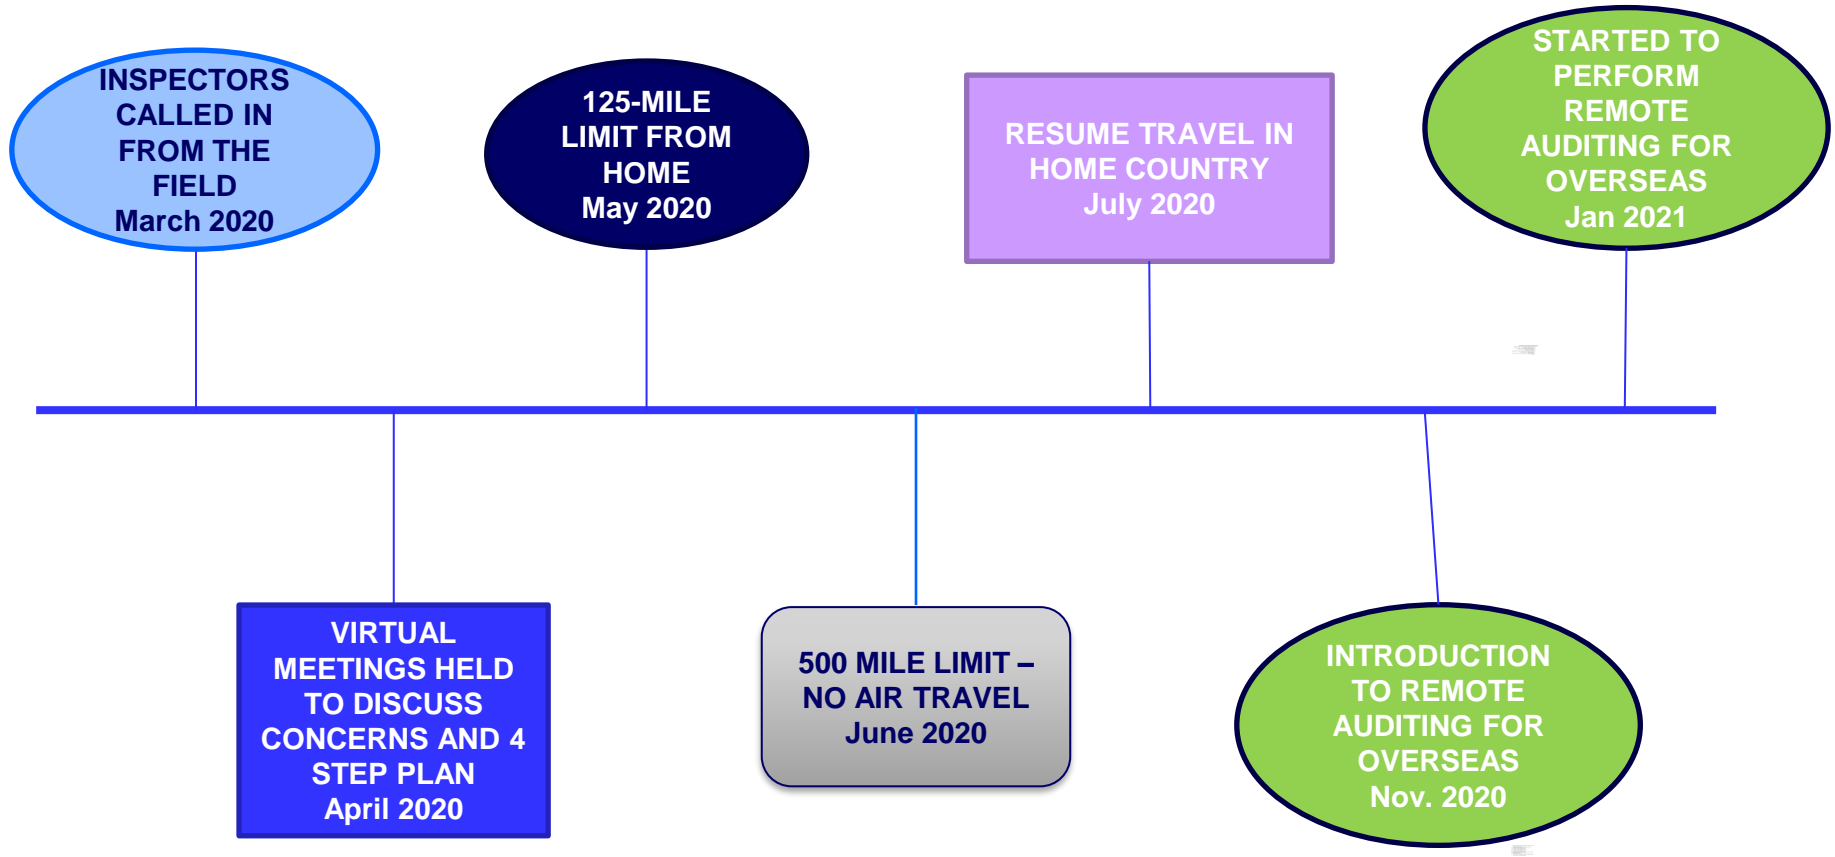 INSPECTORS
CALLED IN
FROM THE
FIELD
March 2020
125-MILE
LIMIT FROM
HOME
May 2020
RESUME TRAVEL IN
HOME COUNTRY
July 2020
STARTED TO
PERFORM
REMOTE
AUDITING FOR
OVERSEAS
Jan 2021
VIRTUAL
MEETINGS HELD
TO DISCUSS
CONCERNS AND 4
STEP PLAN
April 2020
500 MILE LIMIT –
NO AIR TRAVEL
June 2020
INTRODUCTION
TO REMOTE
AUDITING FOR
OVERSEAS
Nov. 2020